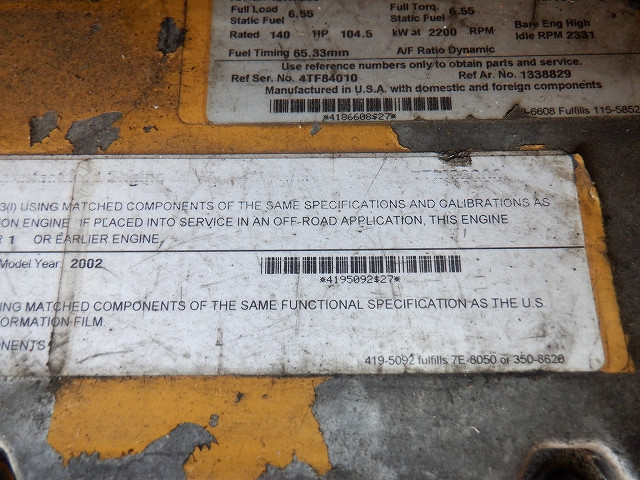 Full Load 6.55 Full Torq. 6.55
Static Fuel Static Fuel Bare Eng High
Rated 140 HP 104.5 kW at 2200 RPM Idle RPM 2331
Fuel Timing 65.33mm A/F Ratio Dynamic
Use reference numbers only to obtain parts and service.
Ref Ser. No. 4TF84010 Ref Ar. No. 1338829
Manufactured in U.S.A. with domestic and foreign components
*4186608$27* -6608 Fulfills 115-5852
3(I) USING MATCHED COMPONENTS OF THE SAME SPECIFICATIONS AND CALIBRATIONS AS
ION ENGINE. IF PLACED INTO SERVICE IN AN OFF-ROAD APPLICATION, THIS ENGINE
1 OR EARLIER ENGINE.
Model Year: 2002
*4195092$27*
ING MATCHED COMPONENTS OF THE SAME FUNCTIONAL SPECIFICATION AS THE U.S
FORMATION FILM
ONENTS
419-5092 fulfills 7E-8050 or 350-8620